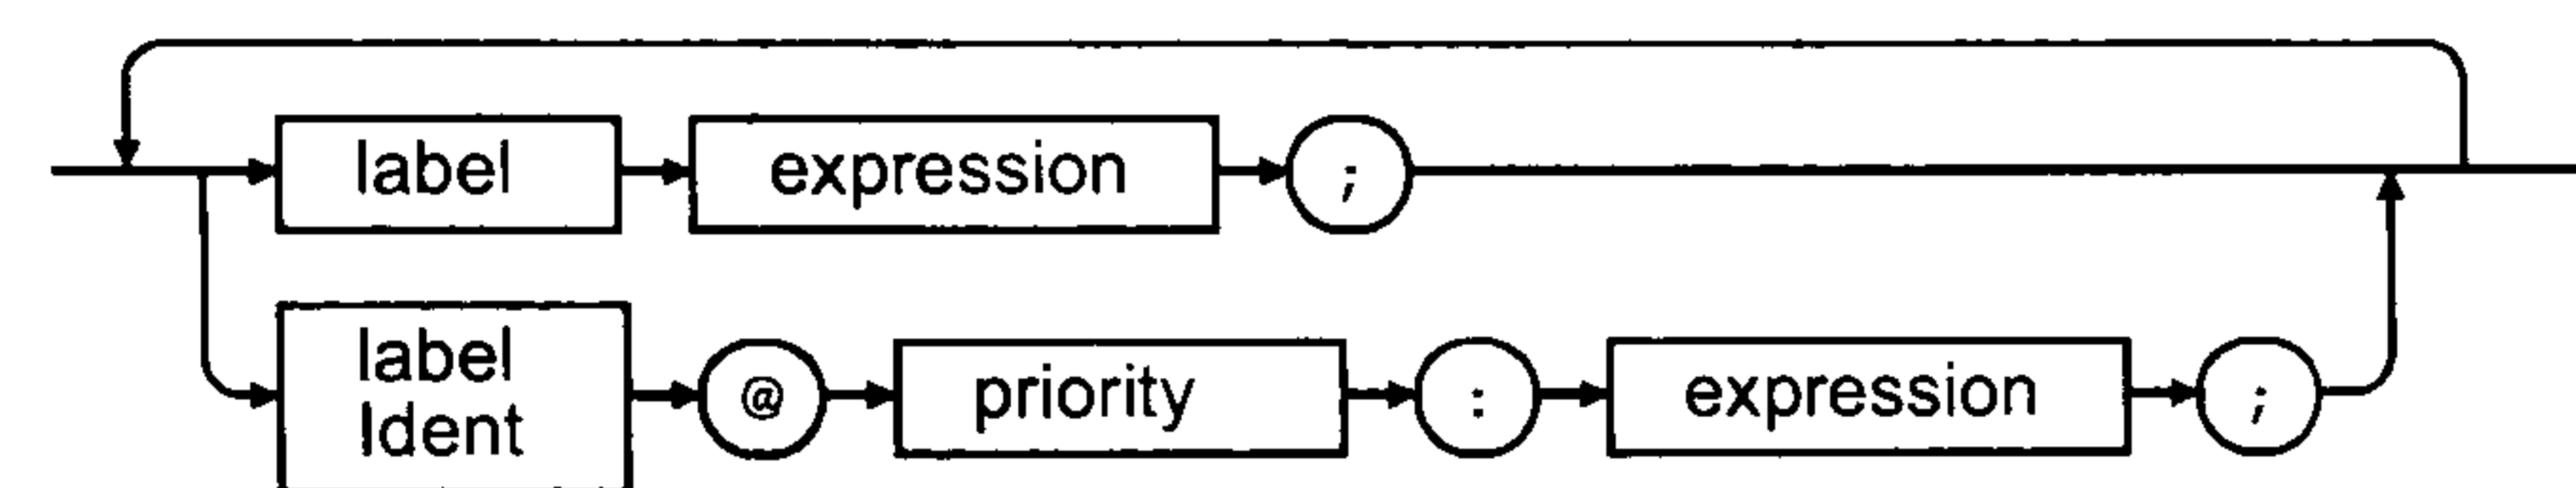 label expression ;
label
Ident @ priority : expression ;